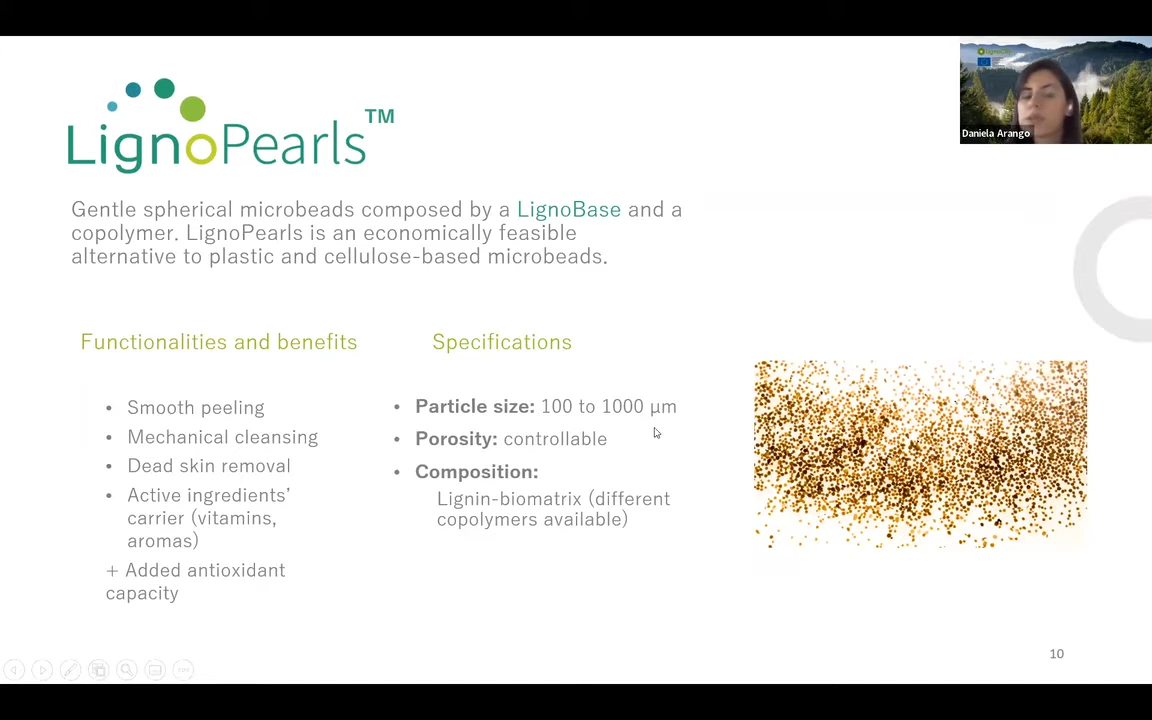 Daniela Arango
LignoPearls™
Gentle spherical microbeads composed by a LignoBase and a
copolymer. LignoPearls is an economically feasible
alternative to plastic and cellulose-based microbeads.
Functionalities and benefits
• Smooth peeling
• Mechanical cleansing
• Dead skin removal
• Active ingredients’
carrier (vitamins,
aromas)
+ Added antioxidant
capacity
Specifications
• Particle size: 100 to 1000 µm
• Porosity: controllable
• Composition:
Lignin-biomatrix (different
copolymers available)
10